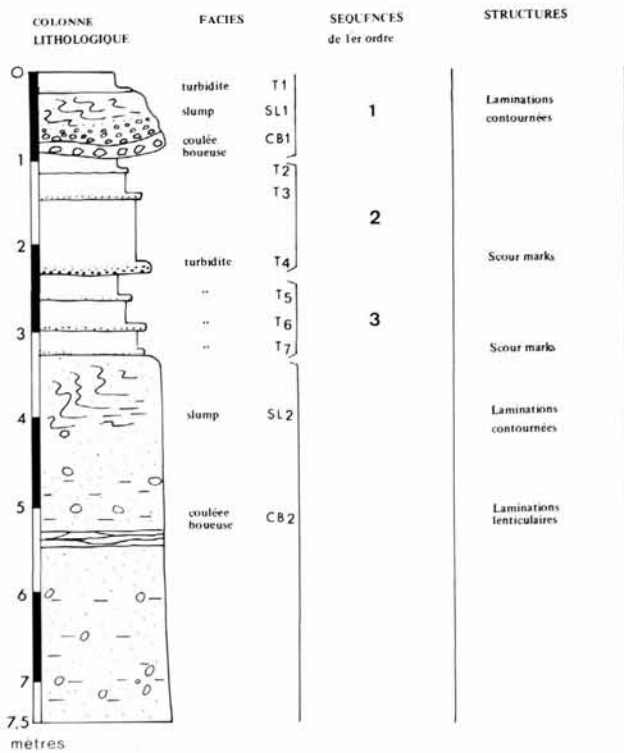 COLONNE
LITHOLOGIQUE
FACIÉS
SEQUENCES
de 1er ordre
STRUCTURES
0
turbidite T1
slump SL1
1
Laminations
contournées
coulée
boueuse CB1
1
T2
T3
2
2
turbidite T4
Scour marks
" T5
" T6
3
3
" T7
Scour marks
4
slump SL2
Laminations
contournées
5
couléee
boueuse CB2
Laminations
lenticulaires
6
7
7,5
mètres